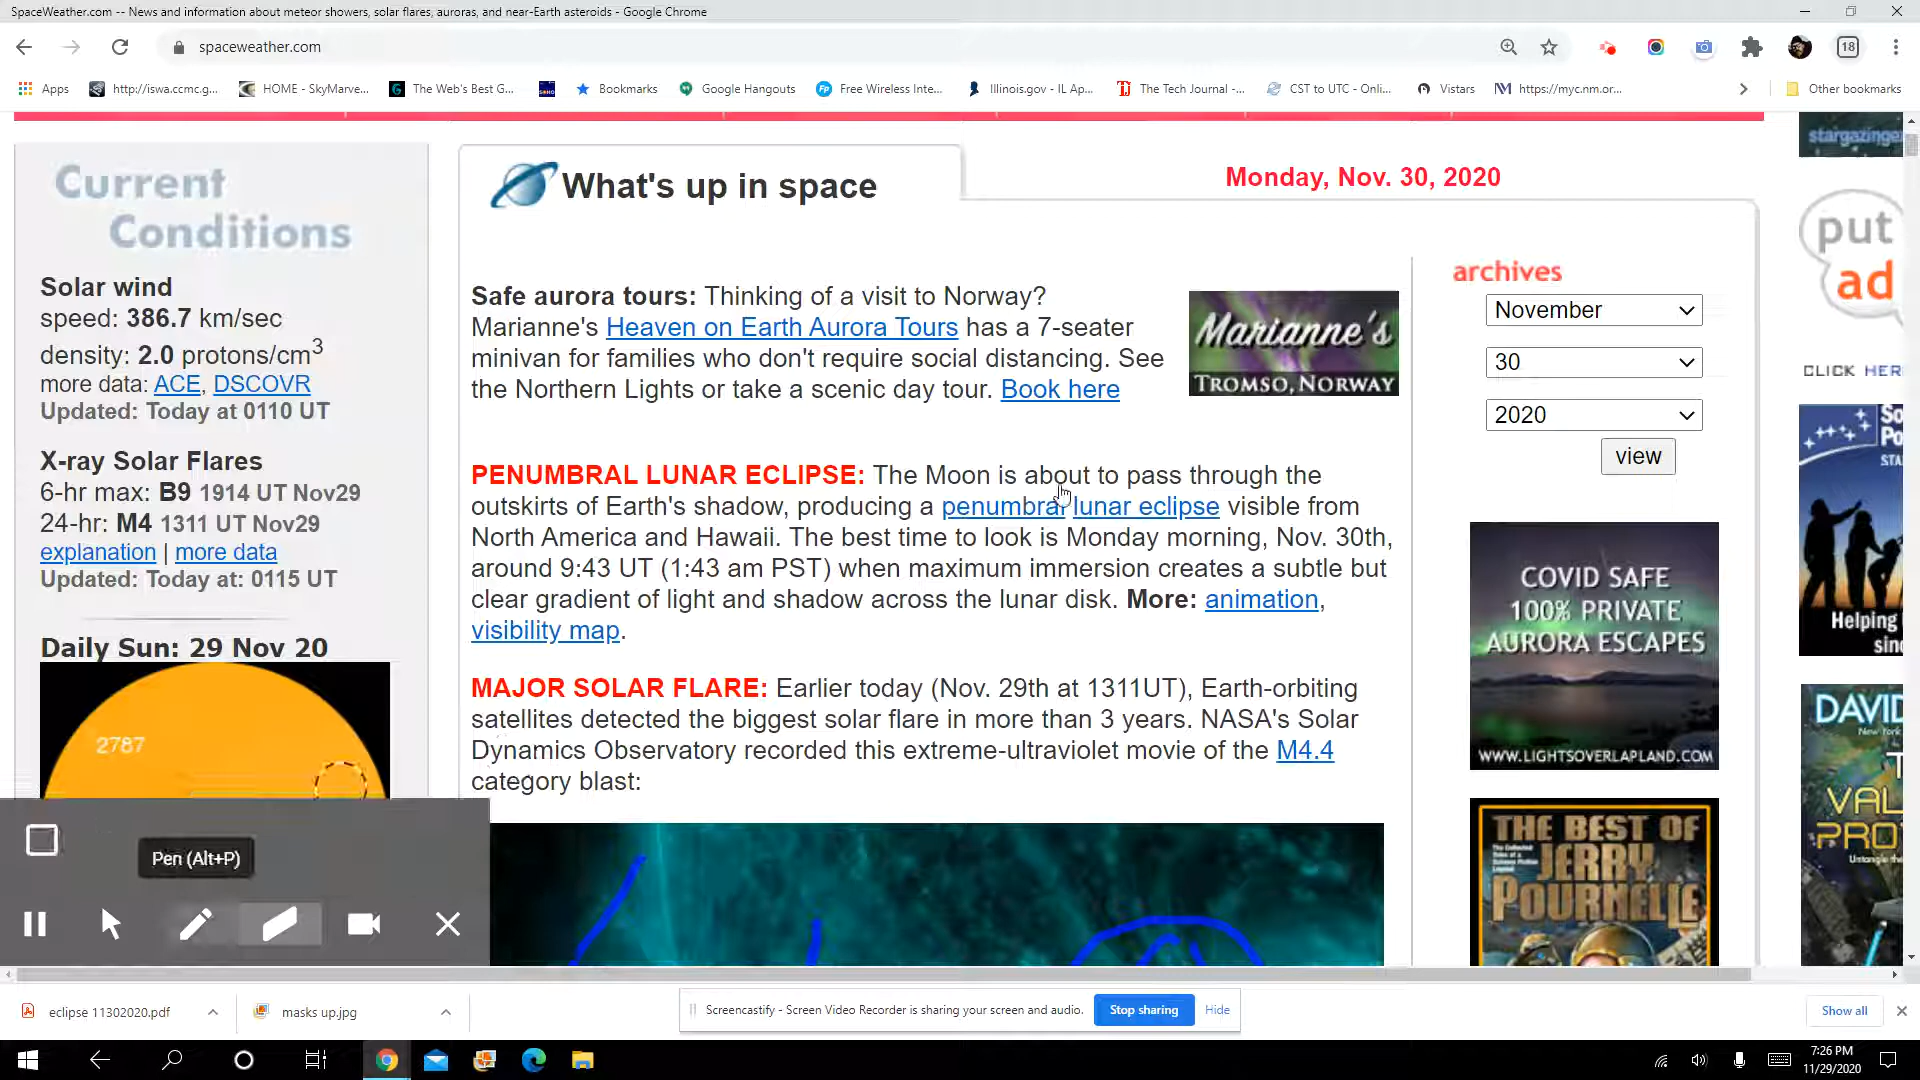 SpaceWeather.com -- News and information about meteor showers, solar flares, auroras, and near-Earth asteroids - Google Chrome
spaceweather.com
18
Apps
http://iswa.ccmc.g...
HOME - SkyMarve...
The Web's Best G...
Bookmarks
Google Hangouts
Free Wireless Inte...
Illinois.gov - IL Ap...
The Tech Journal -...
CST to UTC - Onli...
Vistars
https://myc.nm.or...
Other bookmarks
Current
Conditions
Solar wind
speed: 386.7 km/sec
density: 2.0 protons/cm3
more data: ACE, DSCOVR
Updated: Today at 0110 UT
X-ray Solar Flares
6-hr max: B9 1914 UT Nov29
24-hr: M4 1311 UT Nov29
explanation | more data
Updated: Today at: 0115 UT
Daily Sun: 29 Nov 20
2787
What's up in space
Monday, Nov. 30, 2020
Safe aurora tours: Thinking of a visit to Norway?
Marianne's Heaven on Earth Aurora Tours has a 7-seater
minivan for families who don't require social distancing. See
the Northern Lights or take a scenic day tour. Book here
Marianne's
TROMSO, NORWAY
PENUMBRAL LUNAR ECLIPSE: The Moon is about to pass through the
outskirts of Earth's shadow, producing a penumbral lunar eclipse visible from
North America and Hawaii. The best time to look is Monday morning, Nov. 30th,
around 9:43 UT (1:43 am PST) when maximum immersion creates a subtle but
clear gradient of light and shadow across the lunar disk. More: animation,
visibility map.
MAJOR SOLAR FLARE: Earlier today (Nov. 29th at 1311UT), Earth-orbiting
satellites detected the biggest solar flare in more than 3 years. NASA's Solar
Dynamics Observatory recorded this extreme-ultraviolet movie of the M4.4
category blast:
archives
November
30
2020
view
COVID SAFE
100% PRIVATE
AURORA ESCAPES
WWW.LIGHTSOVERLAPLAND.COM
THE BEST OF
JERRY
POURNELLE
stargazing
put
ad
CLICK HER
So
Po
STA
Helping
sin
DAVID
VAL
PRO
Pen (Alt+P)
eclipse 11302020.pdf
masks up.jpg
Screencastify - Screen Video Recorder is sharing your screen and audio.
Stop sharing
Hide
Show all
7:26 PM
11/29/2020